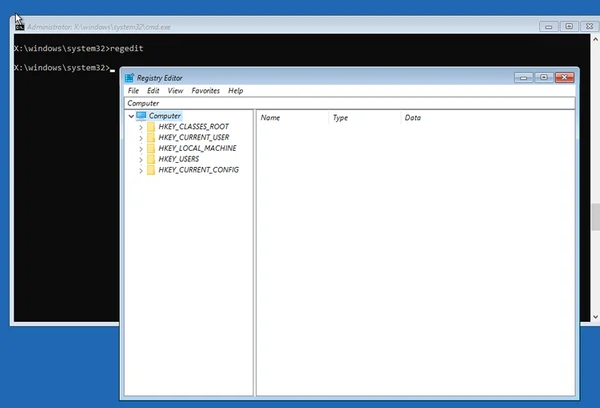 Administrator: X:\windows\system32\cmd.exe
X:\windows\system32>regedit
X:\windows\system32>_
Registry Editor
File Edit View Favorites Help
Computer
Computer
HKEY_CLASSES_ROOT
HKEY_CURRENT_USER
HKEY_LOCAL_MACHINE
HKEY_USERS
HKEY_CURRENT_CONFIG
Name Type Data